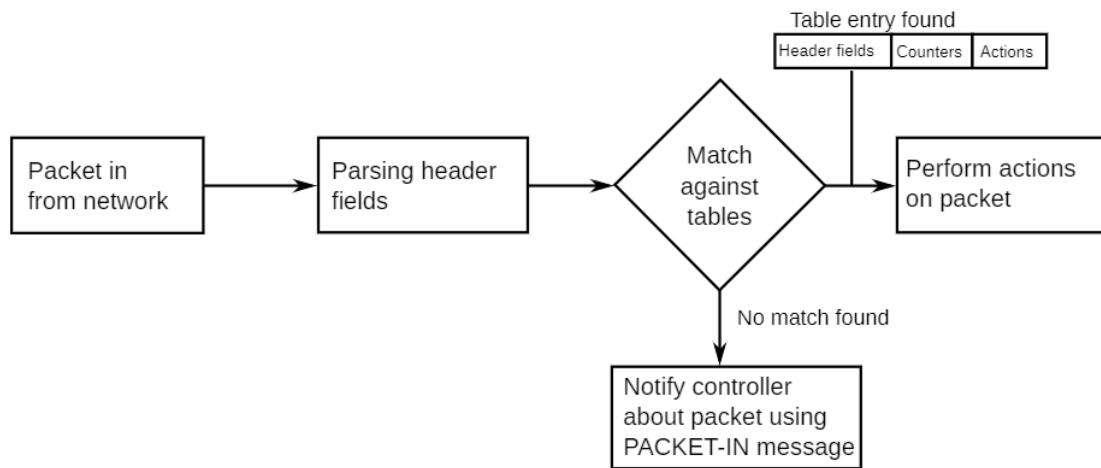 Table entry found
Header fields Counters Actions
Packet in
from network
Parsing header
fields
Match
against
tables
Perform actions
on packet
No match found
Notify controller
about packet using
PACKET-IN message